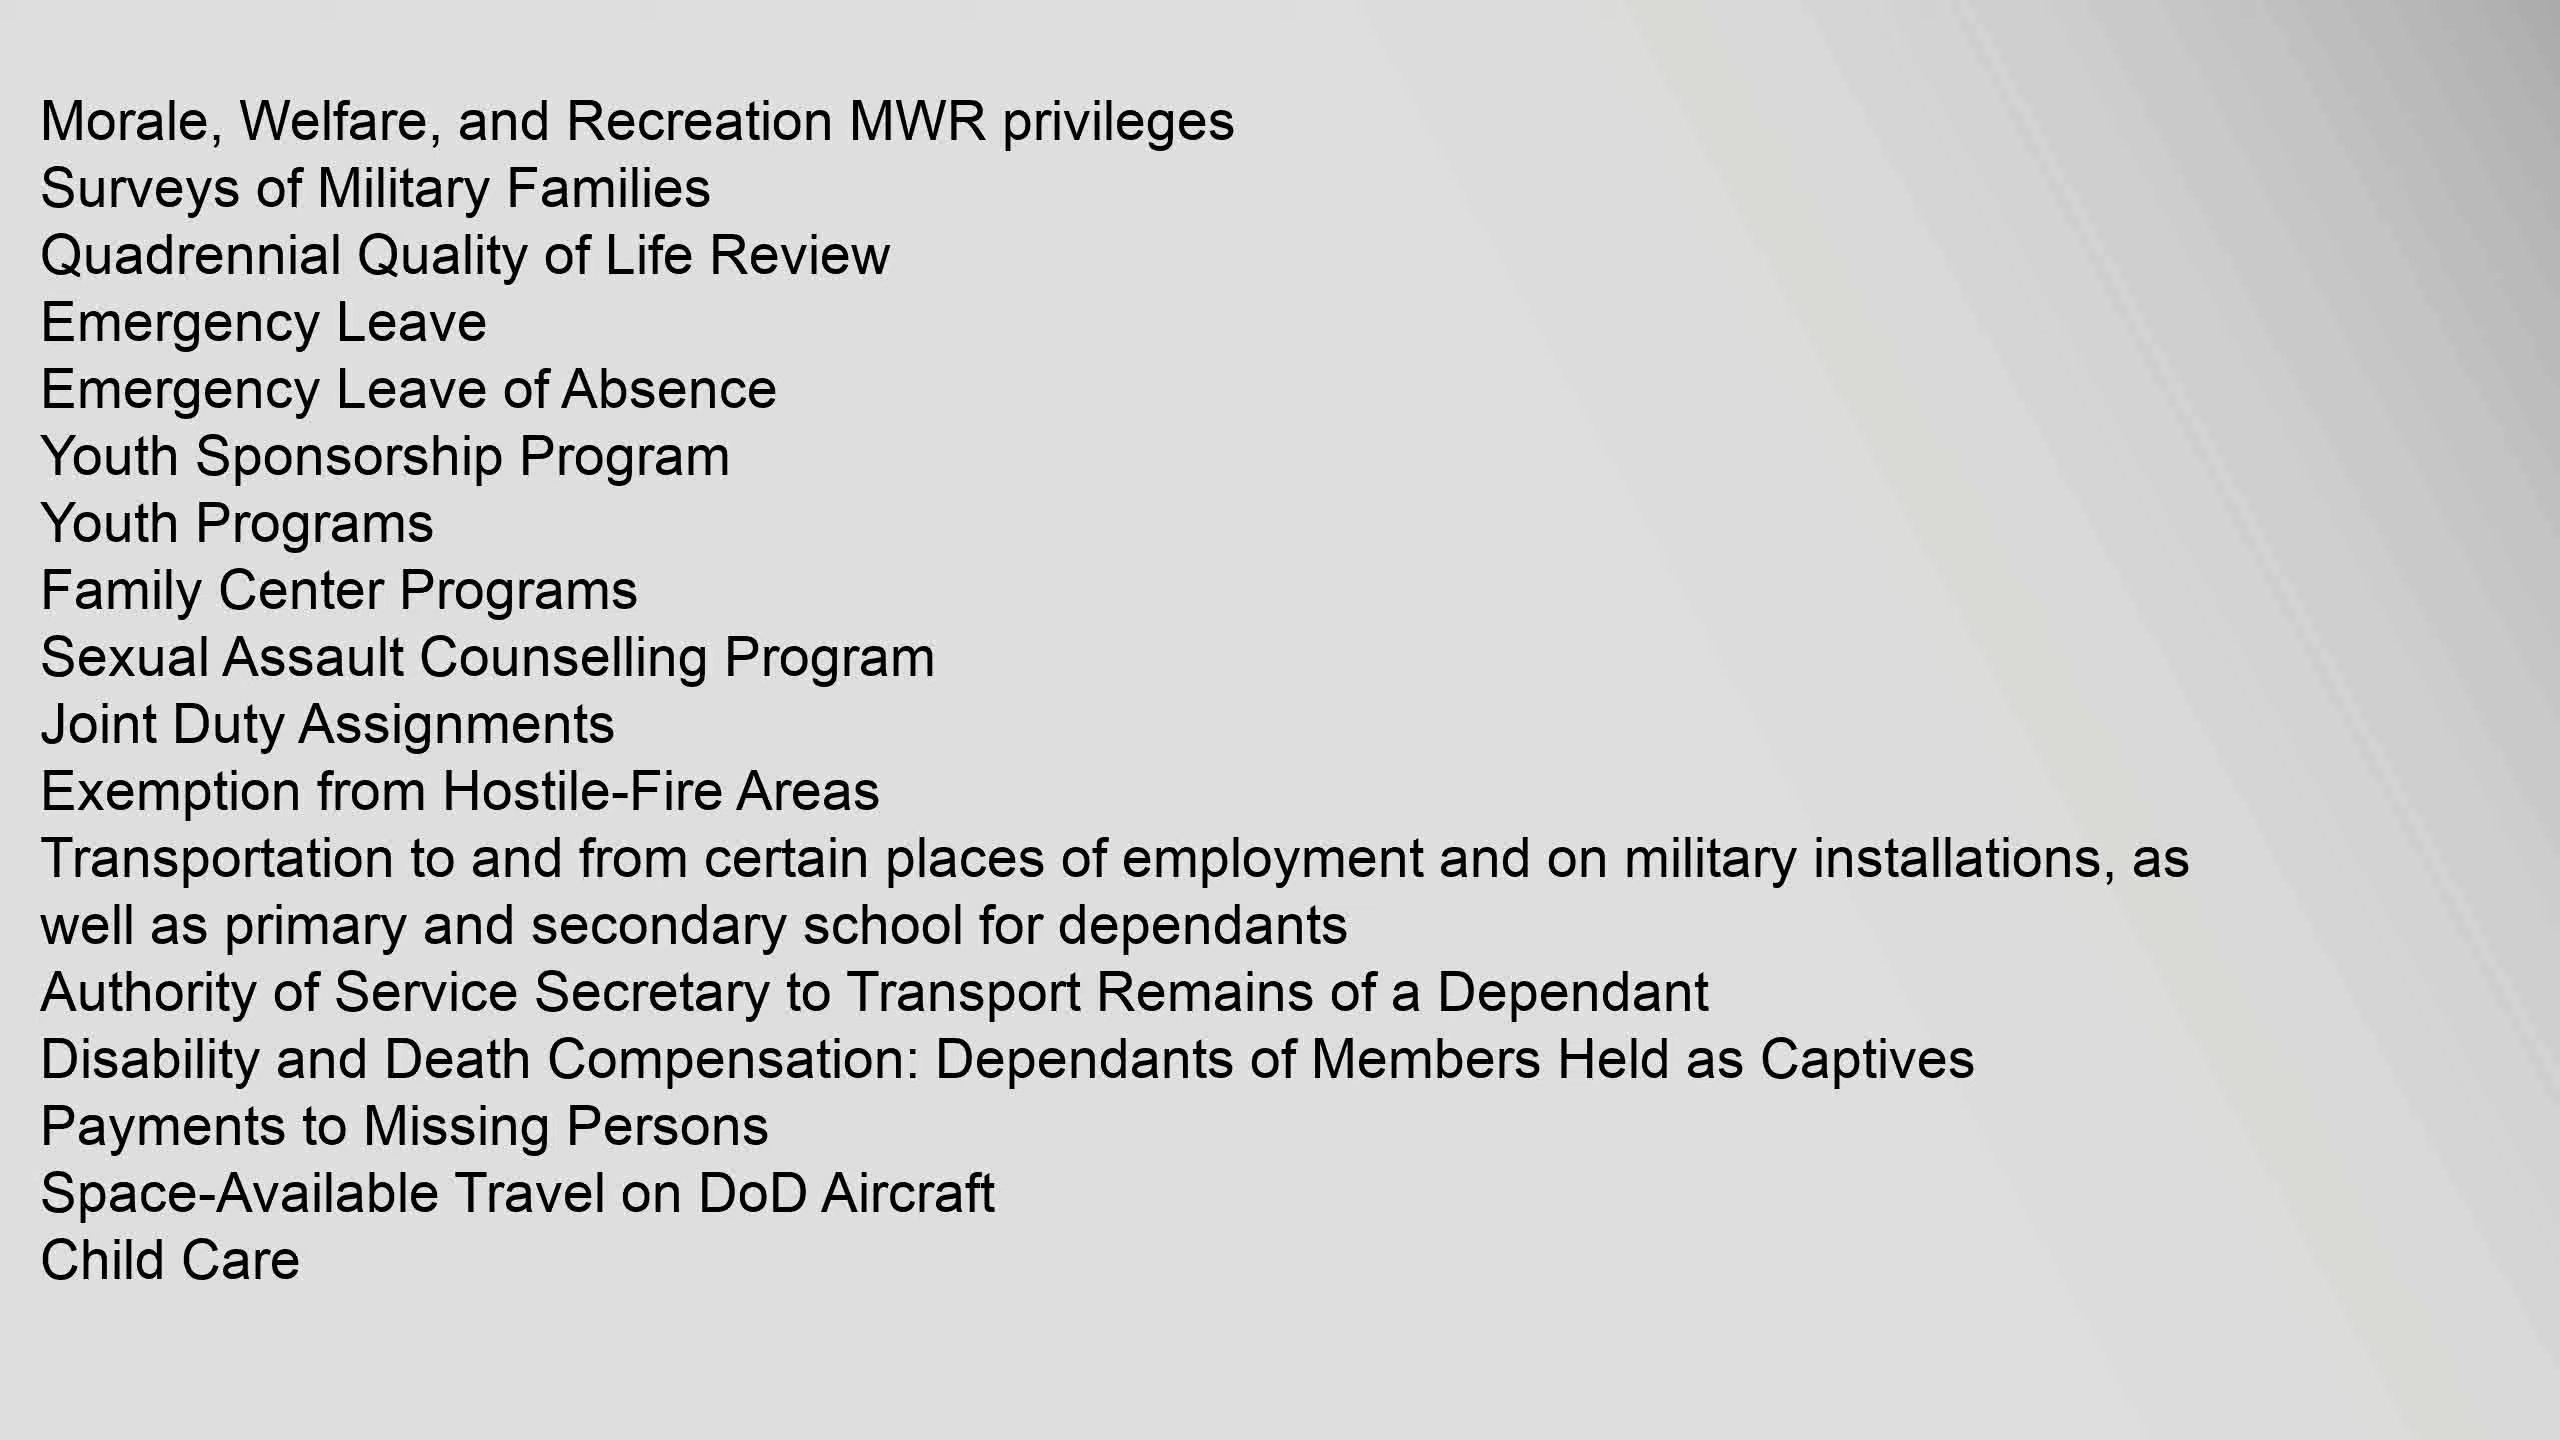 Morale, Welfare, and Recreation MWR privileges
Surveys of Military Families
Quadrennial Quality of Life Review
Emergency Leave
Emergency Leave of Absence
Youth Sponsorship Program
Youth Programs
Family Center Programs
Sexual Assault Counselling Program
Joint Duty Assignments
Exemption from Hostile-Fire Areas
Transportation to and from certain places of employment and on military installations, as
well as primary and secondary school for dependants
Authority of Service Secretary to Transport Remains of a Dependant
Disability and Death Compensation: Dependants of Members Held as Captives
Payments to Missing Persons
Space-Available Travel on DoD Aircraft
Child Care